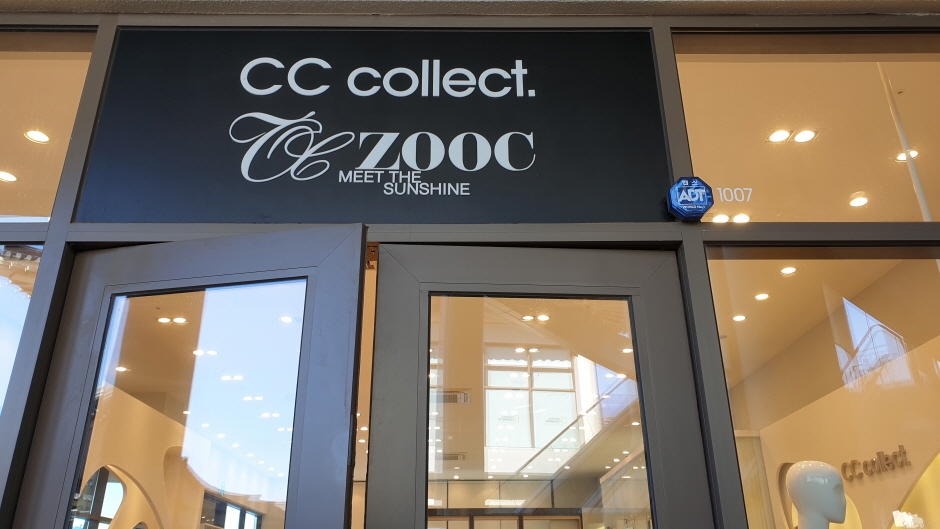 CC collect.
CC ZOOC
MEET THE
SUNSHINE
ADT
1007
CC collect.